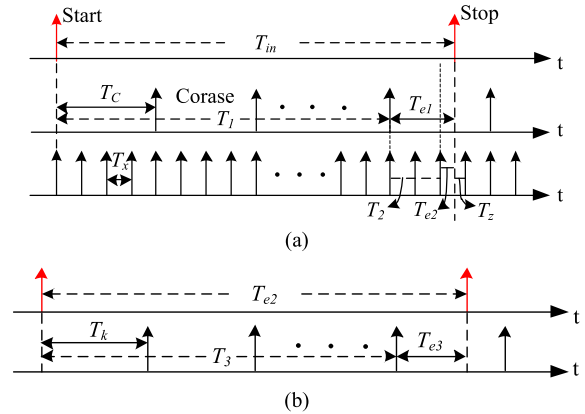 Start
Stop
T_in
t
T_C
Corase
T_1
T_e1
t
T_x
t
T_2
T_e2
T_z
(a)
T_e2
t
T_k
T_3
T_e3
t
(b)